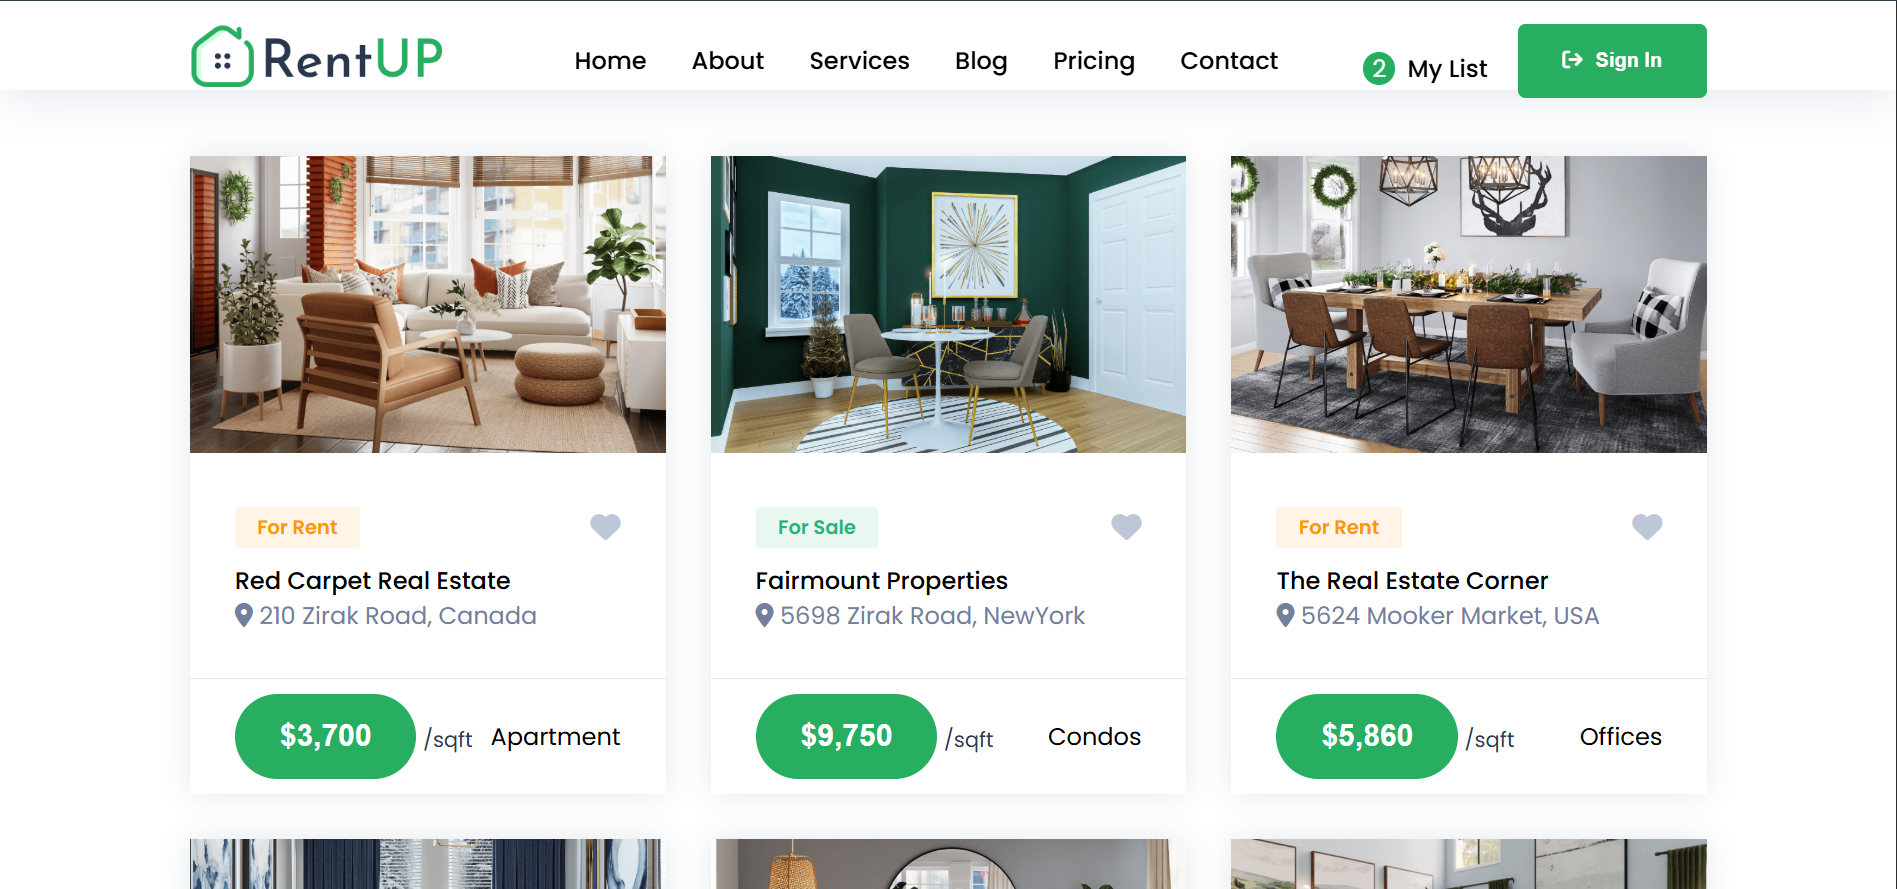 RentUP
Home About Services Blog Pricing Contact
2 My List
Sign In
For Rent
Red Carpet Real Estate
210 Zirak Road, Canada
$3,700 /sqft Apartment
For Sale
Fairmount Properties
5698 Zirak Road, NewYork
$9,750 /sqft Condos
For Rent
The Real Estate Corner
5624 Mooker Market, USA
$5,860 /sqft Offices